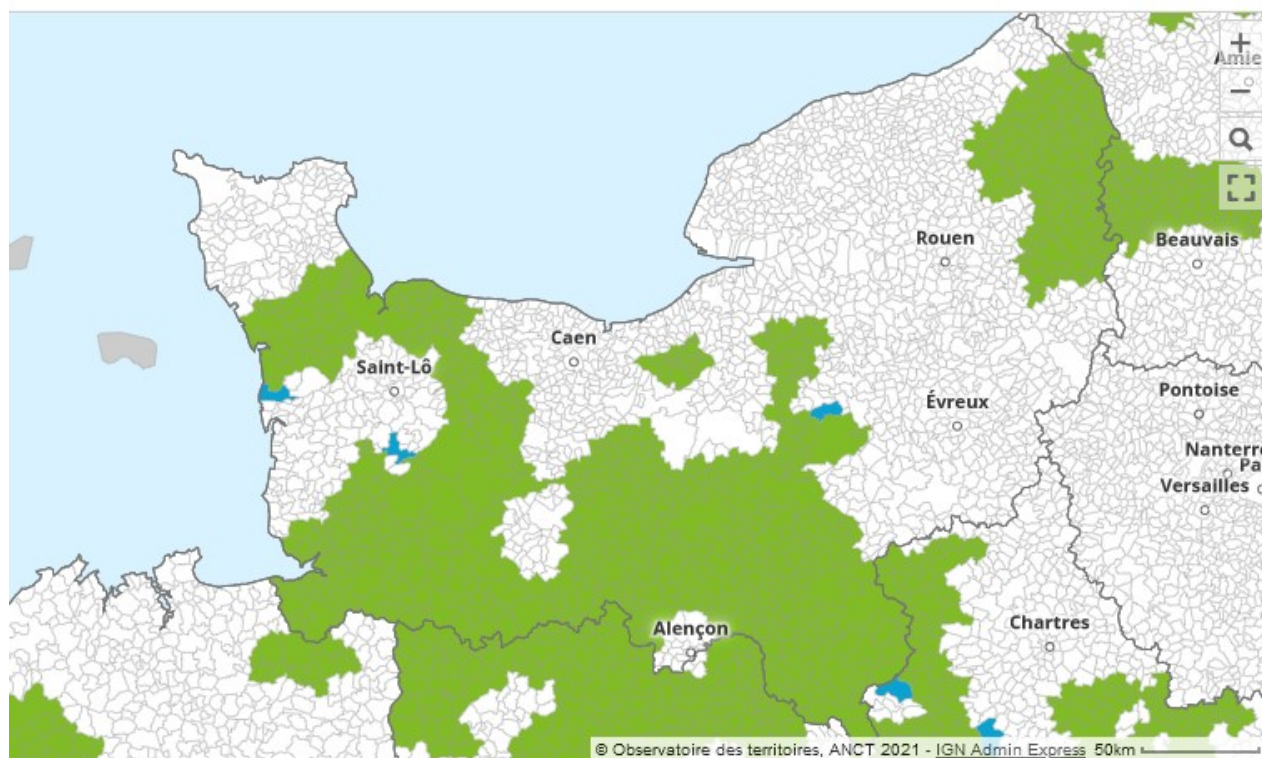 +
Amie
−
Rouen
Beauvais
Caen
Saint-Lô
Pontoise
Évreux
Nanterre
Pa
Versailles
Chartres
Alençon
© Observatoire des territoires, ANCT 2021 - IGN Admin Express 50km